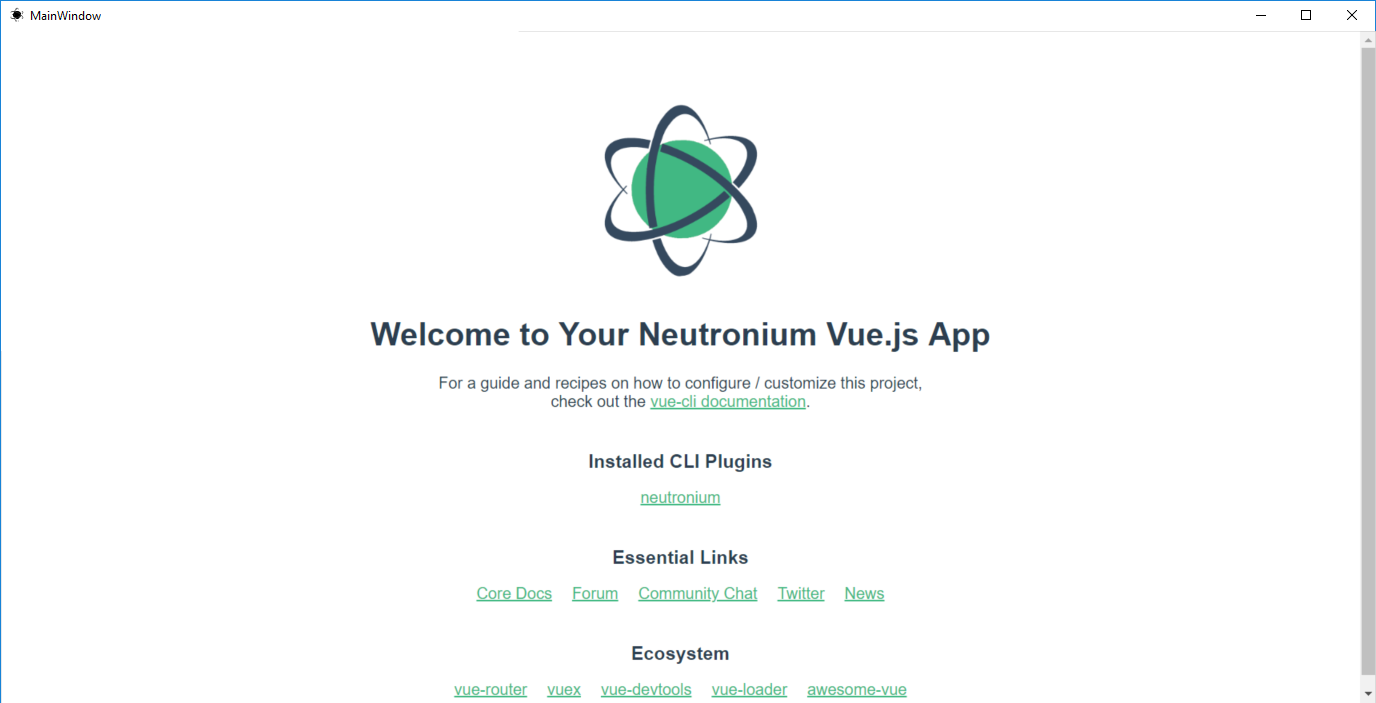 MainWindow
Welcome to Your Neutronium Vue.js App
For a guide and recipes on how to configure / customize this project,
check out the vue-cli documentation.
Installed CLI Plugins
neutronium
Essential Links
Core Docs Forum Community Chat Twitter News
Ecosystem
vue-router vuex vue-devtools vue-loader awesome-vue